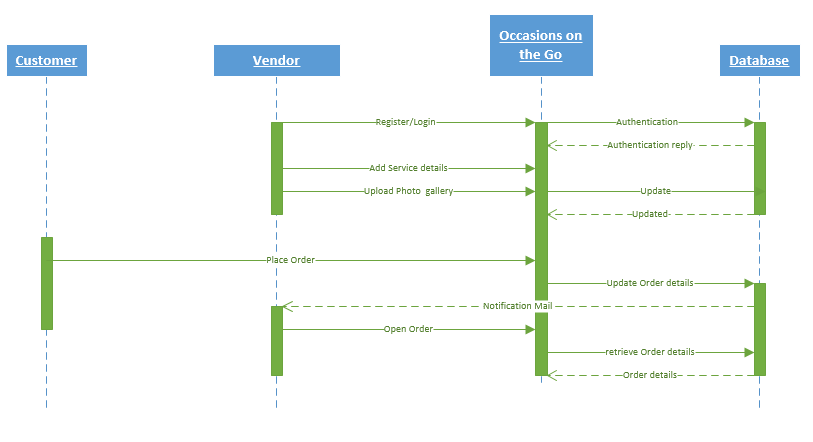 Customer
Vendor
Occasions on
the Go
Database
Register/Login
Authentication
Authentication reply
Add Service details
Upload Photo gallery
Update
Updated
Place Order
Update Order details
Notification Mail
Open Order
retrieve Order details
Order details